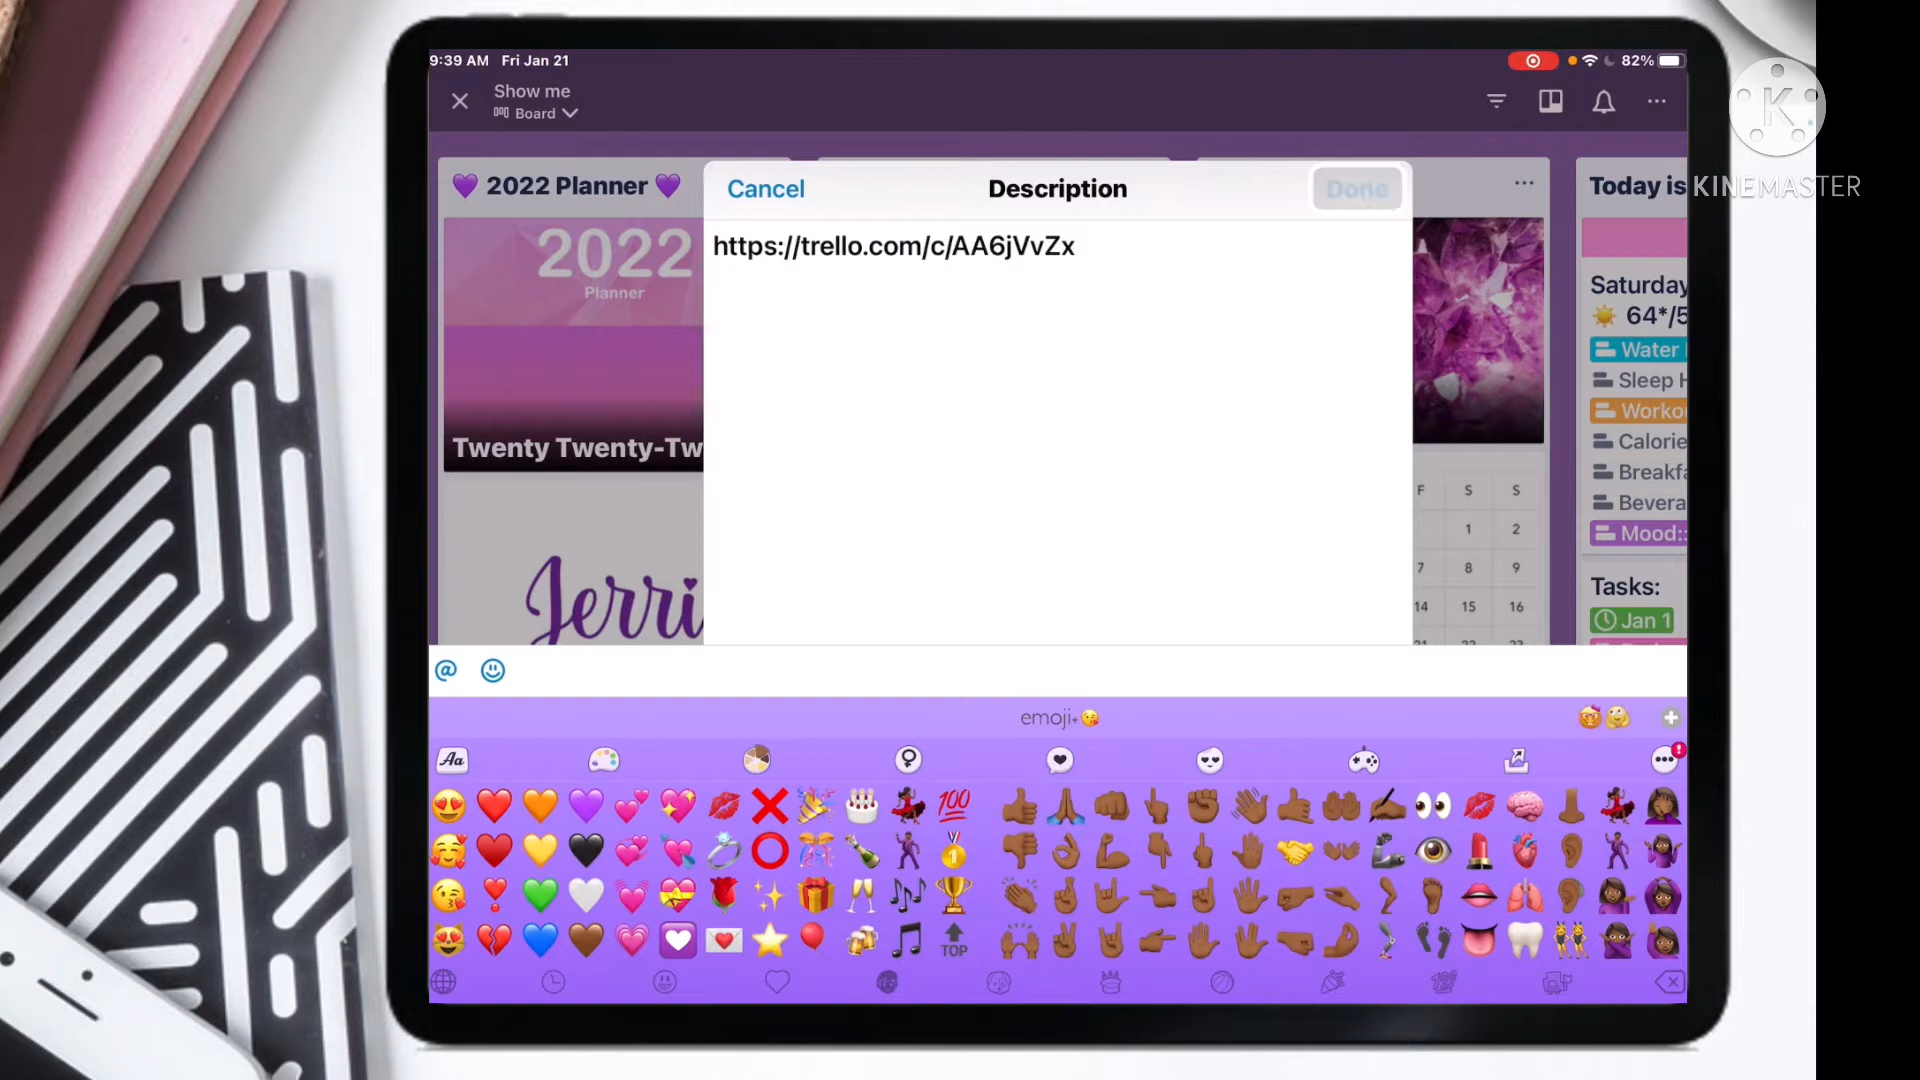 9:39 AM Fri Jan 21
82%
Show me
Board
KINEMASTER
2022 Planner
2022
Planner
Twenty Twenty-Tw
Jerri
Cancel
Description
Done
https://trello.com/c/AA6jVvZx
F S S
1 2
7 8 9
14 15 16
Today is
Saturday
64*/5
Water
Sleep H
Worko
Calorie
Breakfa
Bevera
Mood::
Tasks:
Jan 1
@
emoji+
Aa
100
TOP